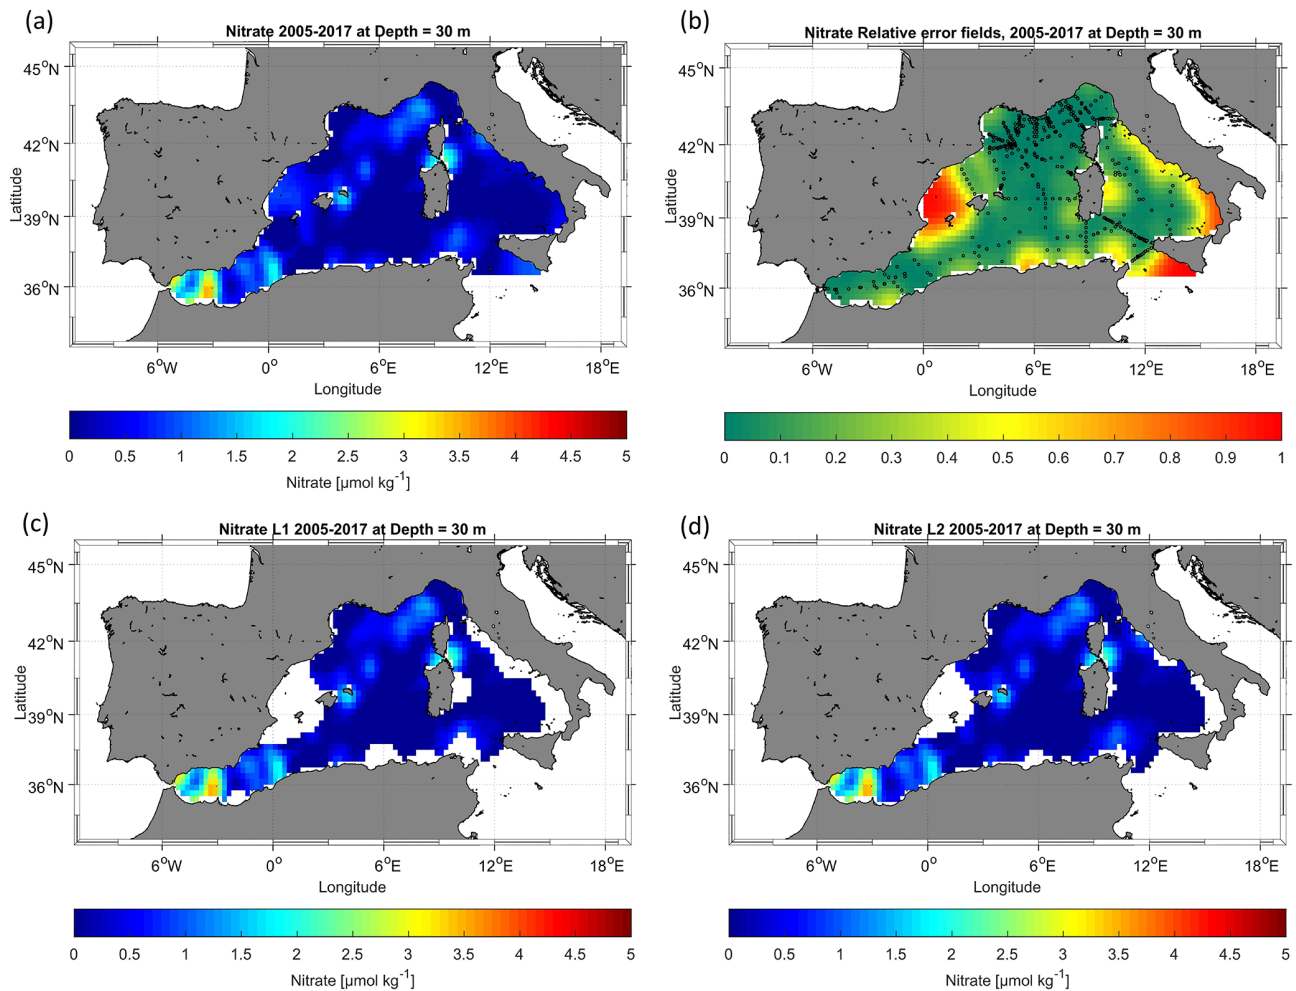 (a)
Nitrate 2005-2017 at Depth = 30 m
45°N
42°N
39°N
36°N
Latitude
6°W 0° 6°E 12°E 18°E
Longitude
0 0.5 1 1.5 2 2.5 3 3.5 4 4.5 5
Nitrate [µmol kg⁻¹]
(b)
Nitrate Relative error fields, 2005-2017 at Depth = 30 m
45°N
42°N
39°N
36°N
Latitude
6°W 0° 6°E 12°E 18°E
Longitude
0 0.1 0.2 0.3 0.4 0.5 0.6 0.7 0.8 0.9 1
(c)
Nitrate L1 2005-2017 at Depth = 30 m
45°N
42°N
39°N
36°N
Latitude
6°W 0° 6°E 12°E 18°E
Longitude
0 0.5 1 1.5 2 2.5 3 3.5 4 4.5 5
Nitrate [µmol kg⁻¹]
(d)
Nitrate L2 2005-2017 at Depth = 30 m
45°N
42°N
39°N
36°N
Latitude
6°W 0° 6°E 12°E 18°E
Longitude
0 0.5 1 1.5 2 2.5 3 3.5 4 4.5 5
Nitrate [µmol kg⁻¹]